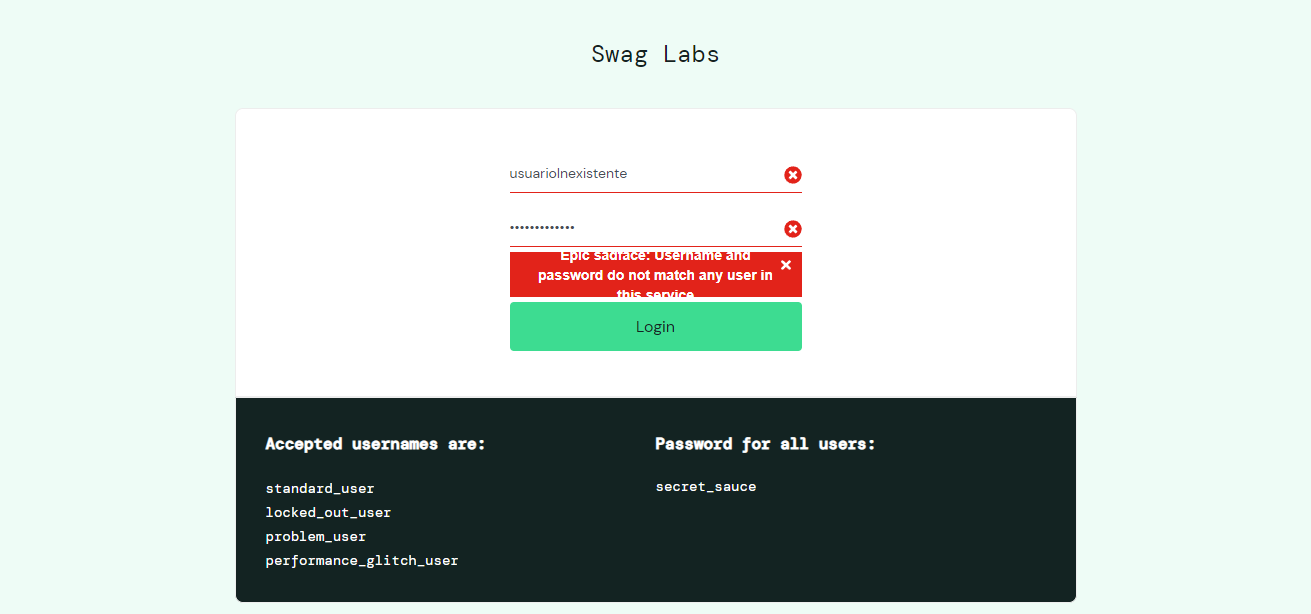 Swag Labs
usuarioInexistente
•••••••••••••
Epic sadface: Username and
password do not match any user in
this service
Login
Accepted usernames are:
Password for all users:
standard_user
secret_sauce
locked_out_user
problem_user
performance_glitch_user